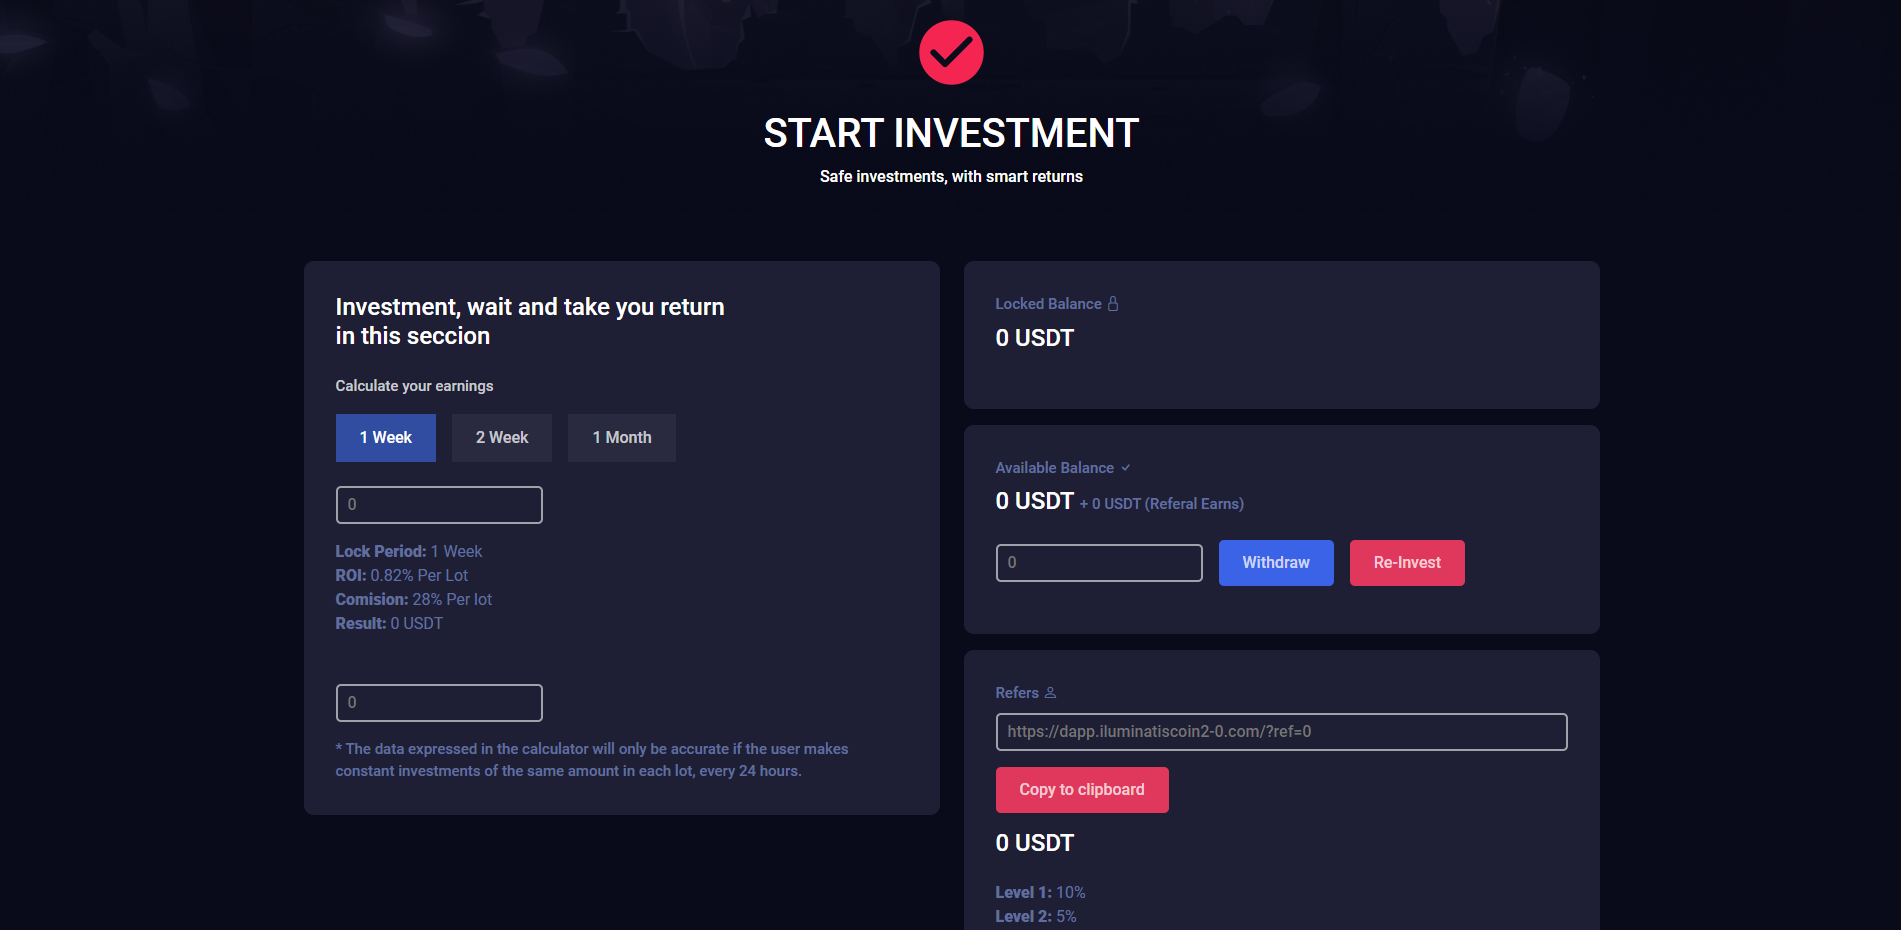 START INVESTMENT
Safe investments, with smart returns
Investment, wait and take you return
in this seccion
Calculate your earnings
1 Week
2 Week
1 Month
0
Lock Period: 1 Week
ROI: 0.82% Per Lot
Comision: 28% Per lot
Result: 0 USDT
0
* The data expressed in the calculator will only be accurate if the user makes
constant investments of the same amount in each lot, every 24 hours.
Locked Balance
0 USDT
Available Balance
0 USDT + 0 USDT (Referal Earns)
0
Withdraw
Re-Invest
Refers
https://dapp.iluminatiscoin2-0.com/?ref=0
Copy to clipboard
0 USDT
Level 1: 10%
Level 2: 5%